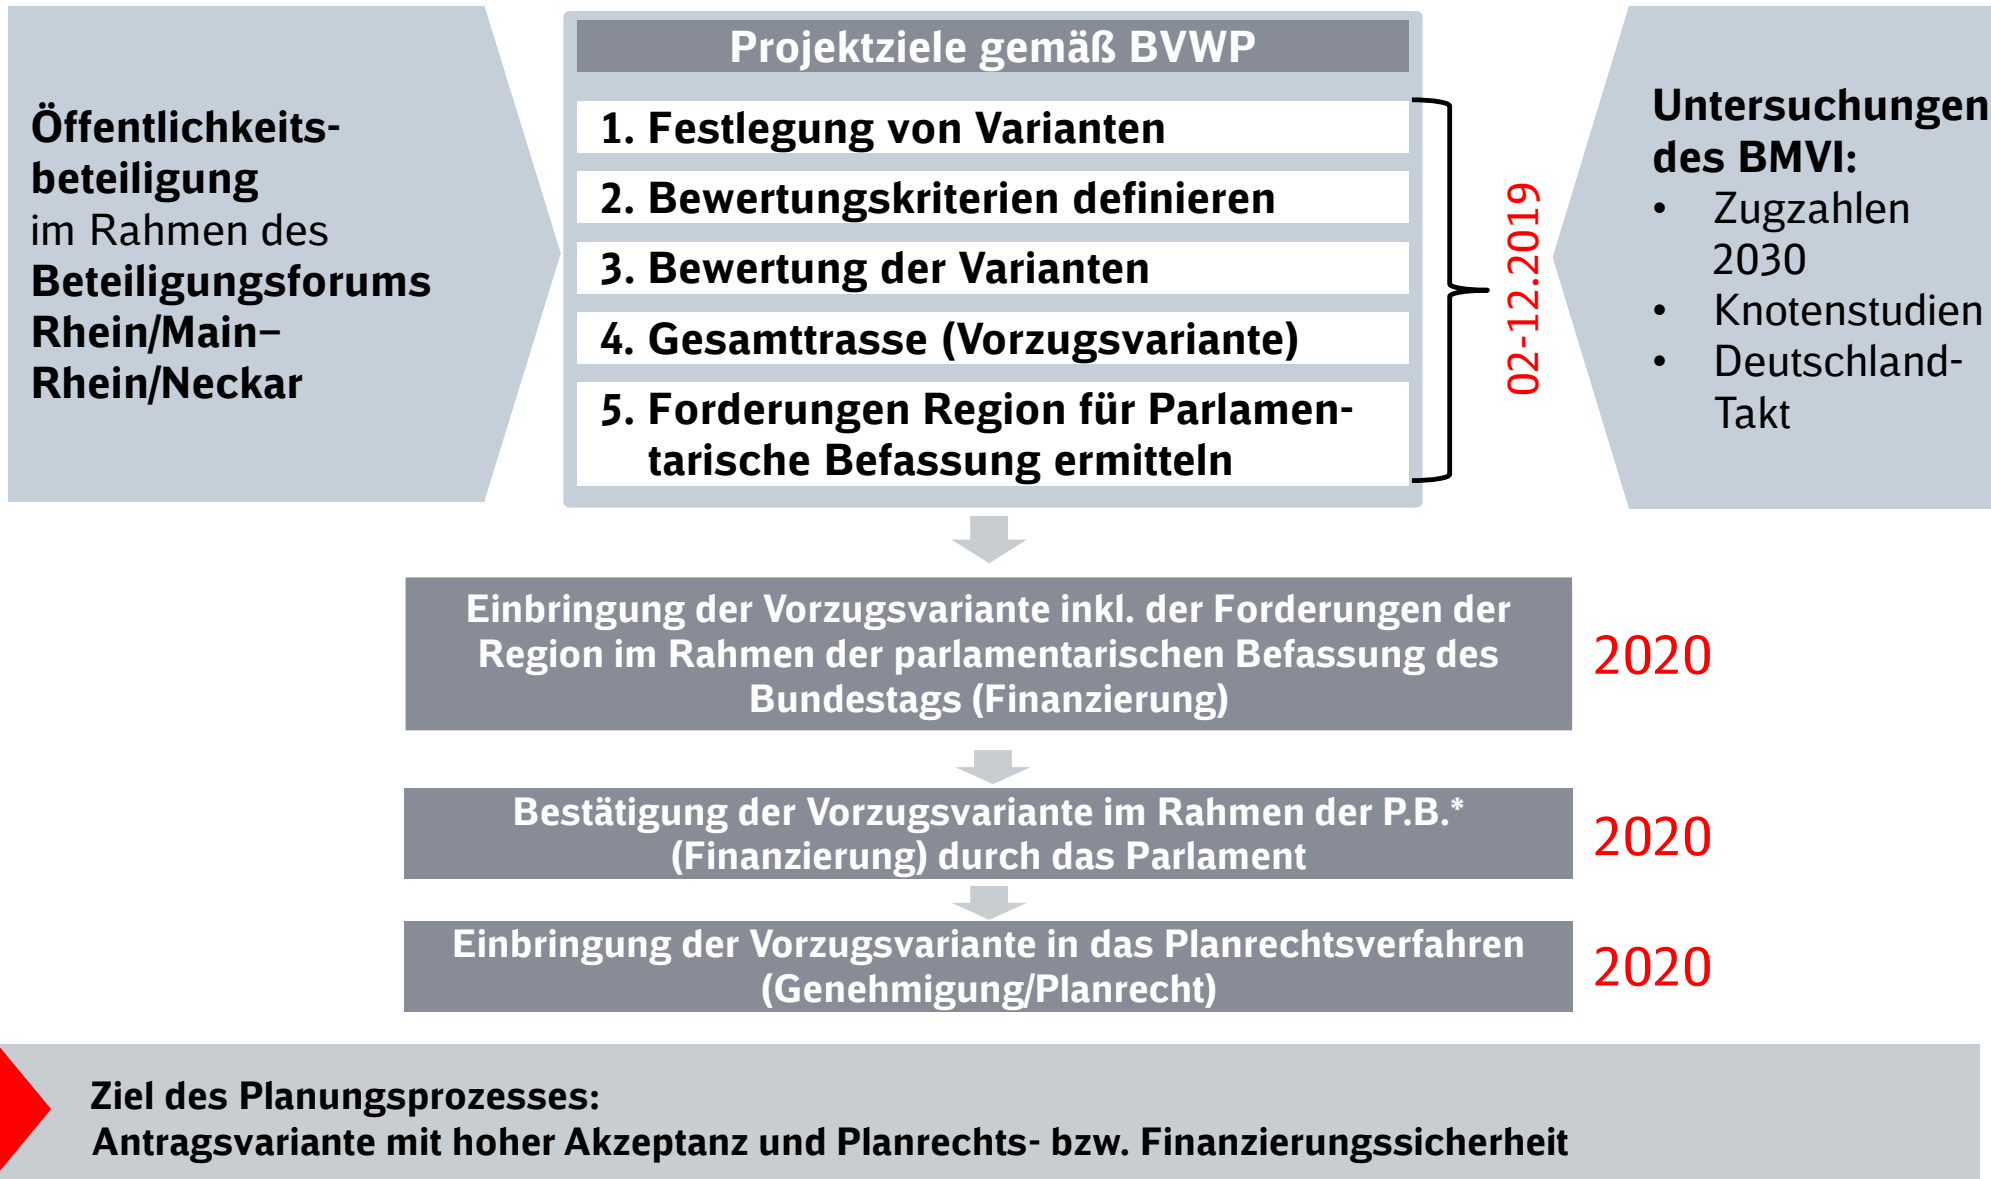 Öffentlichkeits-
beteiligung
im Rahmen des
Beteiligungsforums
Rhein/Main–
Rhein/Neckar
Projektziele gemäß BVWP
1. Festlegung von Varianten
2. Bewertungskriterien definieren
3. Bewertung der Varianten
4. Gesamttrasse (Vorzugsvariante)
5. Forderungen Region für Parlamen-
tarische Befassung ermitteln
02-12.2019
Untersuchungen
des BMVI:
• Zugzahlen
2030
• Knotenstudien
• Deutschland-
Takt
Einbringung der Vorzugsvariante inkl. der Forderungen der
Region im Rahmen der parlamentarischen Befassung des
Bundestags (Finanzierung)
2020
Bestätigung der Vorzugsvariante im Rahmen der P.B.*
(Finanzierung) durch das Parlament
2020
Einbringung der Vorzugsvariante in das Planrechtsverfahren
(Genehmigung/Planrecht)
2020
Ziel des Planungsprozesses:
Antragsvariante mit hoher Akzeptanz und Planrechts- bzw. Finanzierungssicherheit